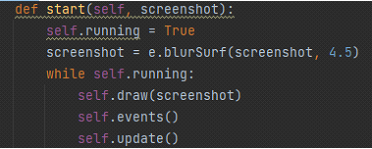 def start(self, screenshot):
    self.running = True
    screenshot = e.blurSurf(screenshot, 4.5)
    while self.running:
        self.draw(screenshot)
        self.events()
        self.update()